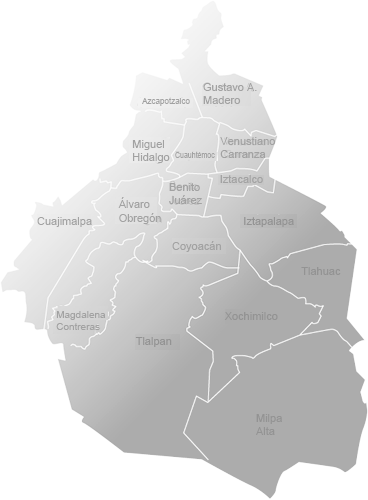 Gustavo A.
Madero
Azcapotzalco
Miguel
Hidalgo
Cuauhtémoc
Venustiano
Carranza
Iztacalco
Benito
Juárez
Álvaro
Obregón
Cuajimalpa
Iztapalapa
Coyoacán
Tlahuac
Magdalena
Contreras
Xochimilco
Tlalpan
Milpa
Alta